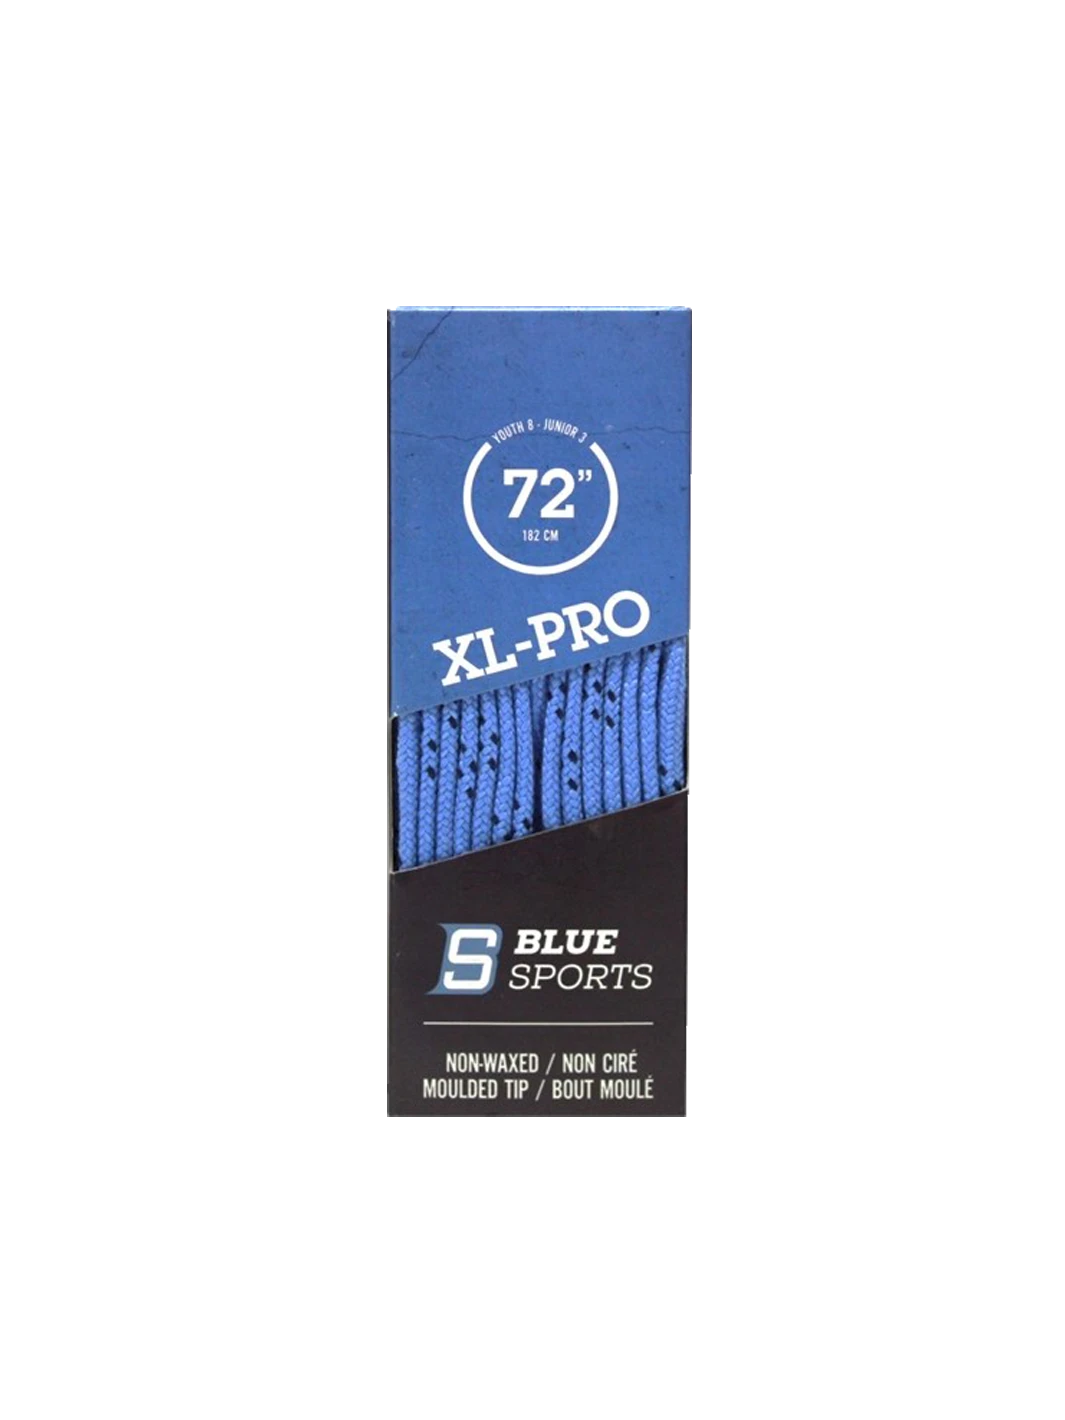 YOUTH 8 - JUNIOR 3
72”
182 CM
XL-PRO
BLUE
SPORTS
NON-WAXED / NON CIRÉ
MOULDED TIP / BOUT MOULÉ